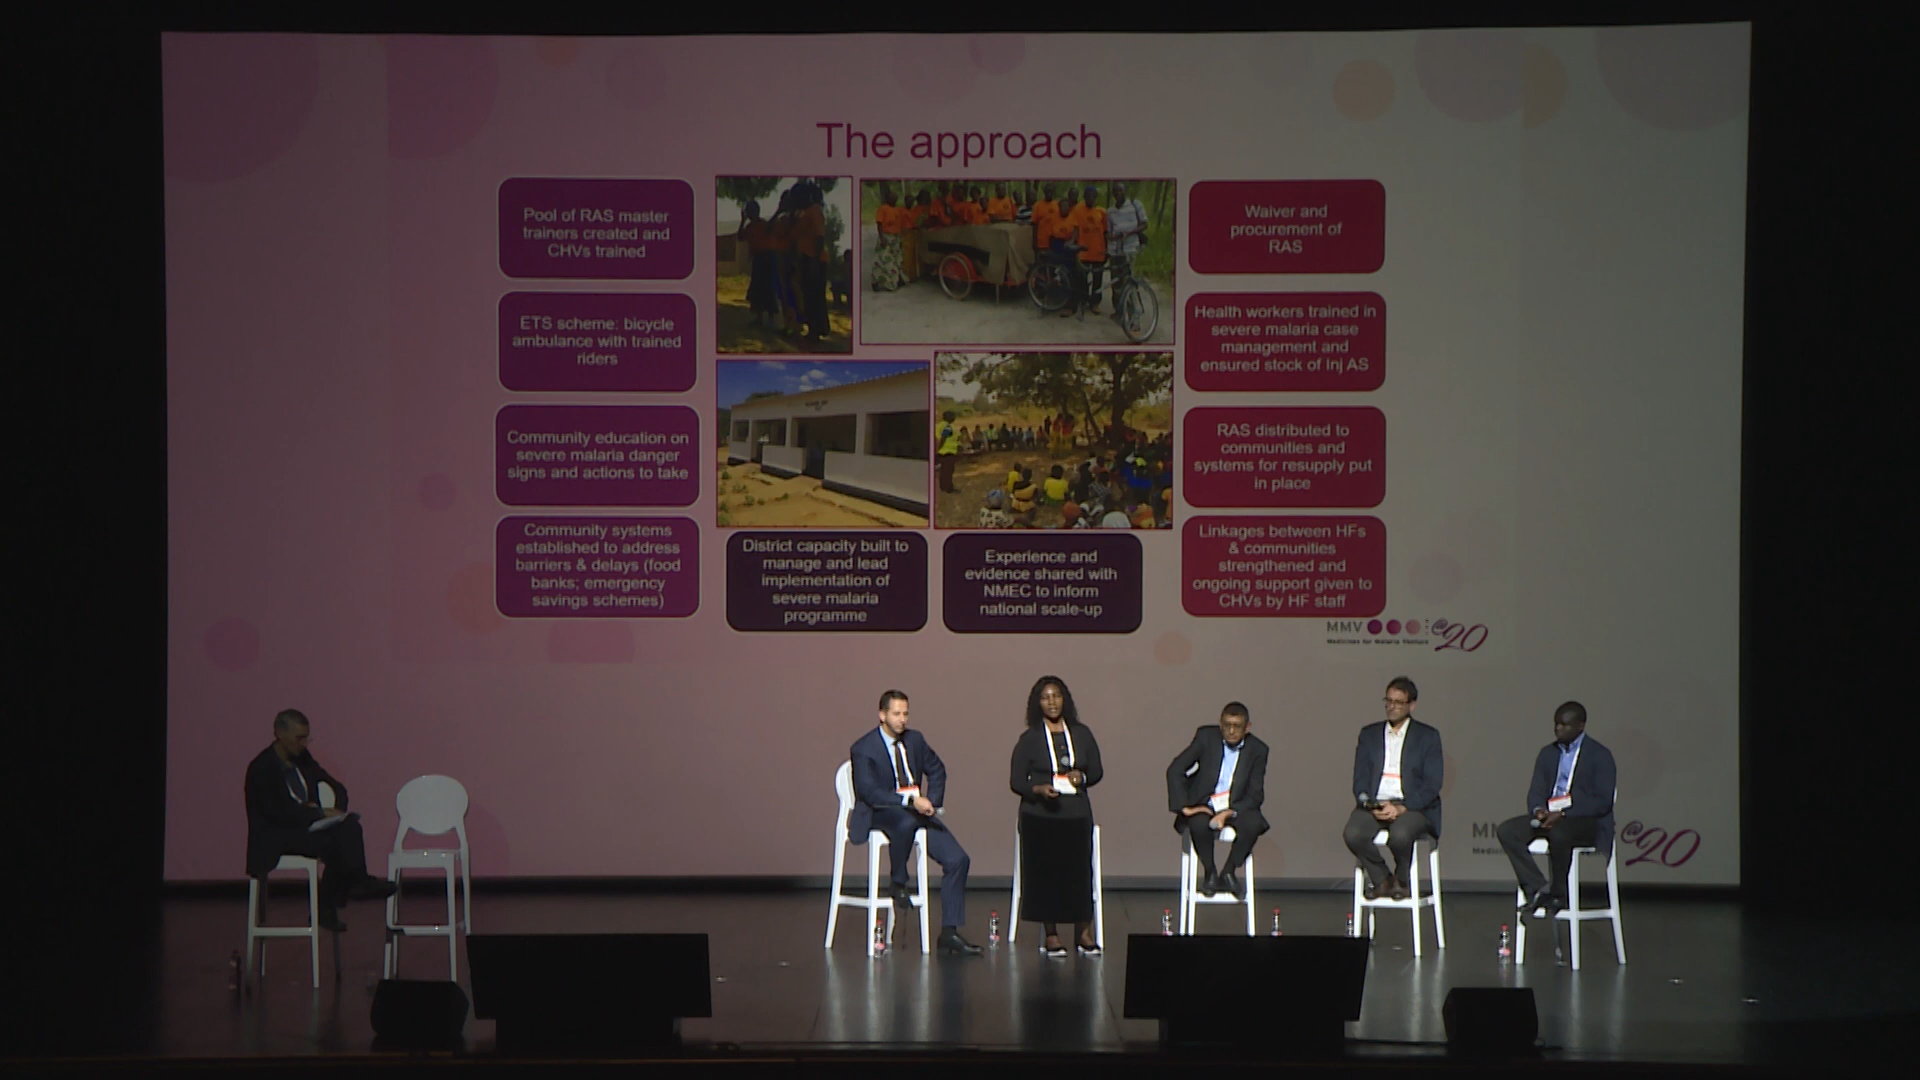 The approach
Pool of RAS master
trainers created and
CHVs trained
ETS scheme: bicycle
ambulance with trained
riders
Community education on
severe malaria danger
signs and actions to take
Community systems
established to address
barriers & delays (food
banks; emergency
savings schemes)
District capacity built to
manage and lead
implementation of
severe malaria
programme
Experience and
evidence shared with
NMEC to inform
national scale-up
Waiver and
procurement of
RAS
Health workers trained in
severe malaria case
management and
ensured stock of Inj AS
RAS distributed to
communities and
systems for resupply put
in place
Linkages between HFs
& communities
strengthened and
ongoing support given to
CHVs by HF staff
MMV @20
Medicines for Malaria Venture
@20